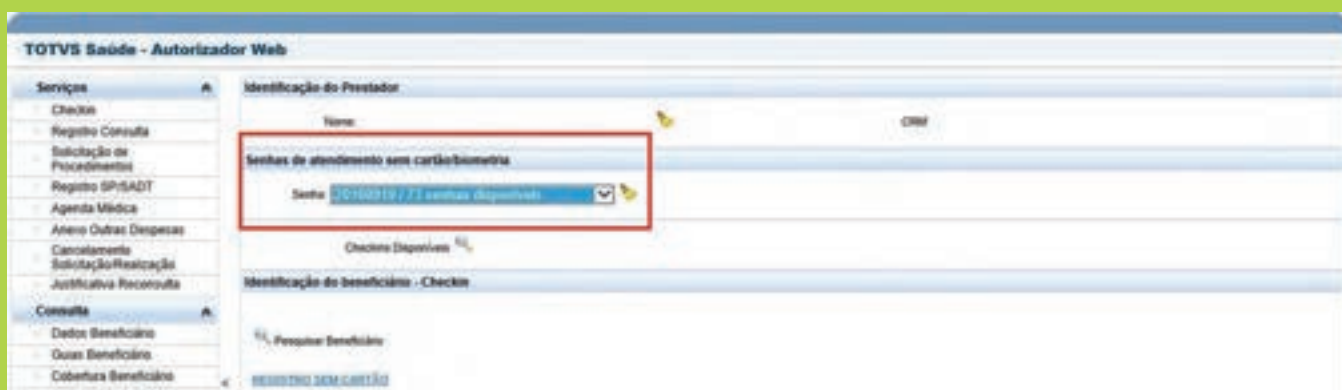 TOTVS Saúde - Autorizador Web
Serviços
Checkin
Registro Consulta
Solicitação de
Procedimentos
Registro SP/SADT
Agenda Médica
Anexo Outras Despesas
Cancelamento
Solicitação/Realização
Justificativa Reconsulta
Consulta
Dados Beneficiário
Guias Beneficiário
Cobertura Beneficiário
Identificação do Prestador
Nome:
CRM
Senhas de atendimento sem cartão/biometria
Senha: senhas disponíveis
Checkins Disponíveis
Identificação do beneficiário - Checkin
Pesquisar Beneficiário
REGISTRO SEM CARTÃO